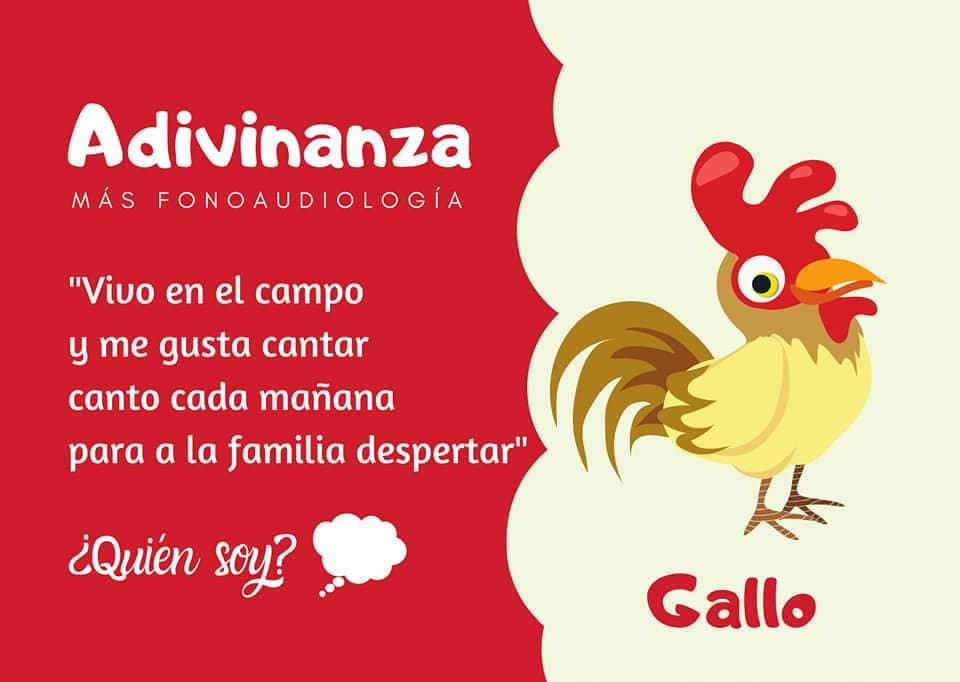 Adivinanza
MÁS FONOAUDIOLOGÍA
"Vivo en el campo
y me gusta cantar
canto cada mañana
para a la familia despertar"
¿Quién soy?
Gallo